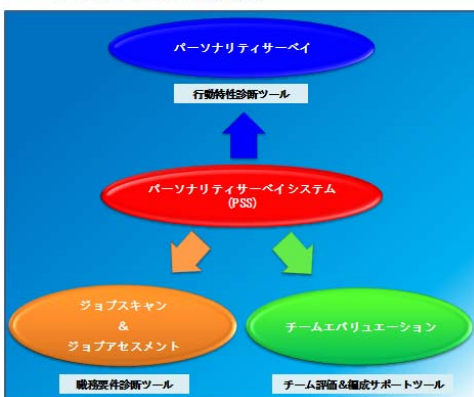 パーソナリティサーベイ
行動特性診断ツール
パーソナリティサーベイシステム
(PSS)
ジョブスキャン
&
ジョブアセスメント
職務要件診断ツール
チームエバリュエーション
チーム評価&編成サポートツール